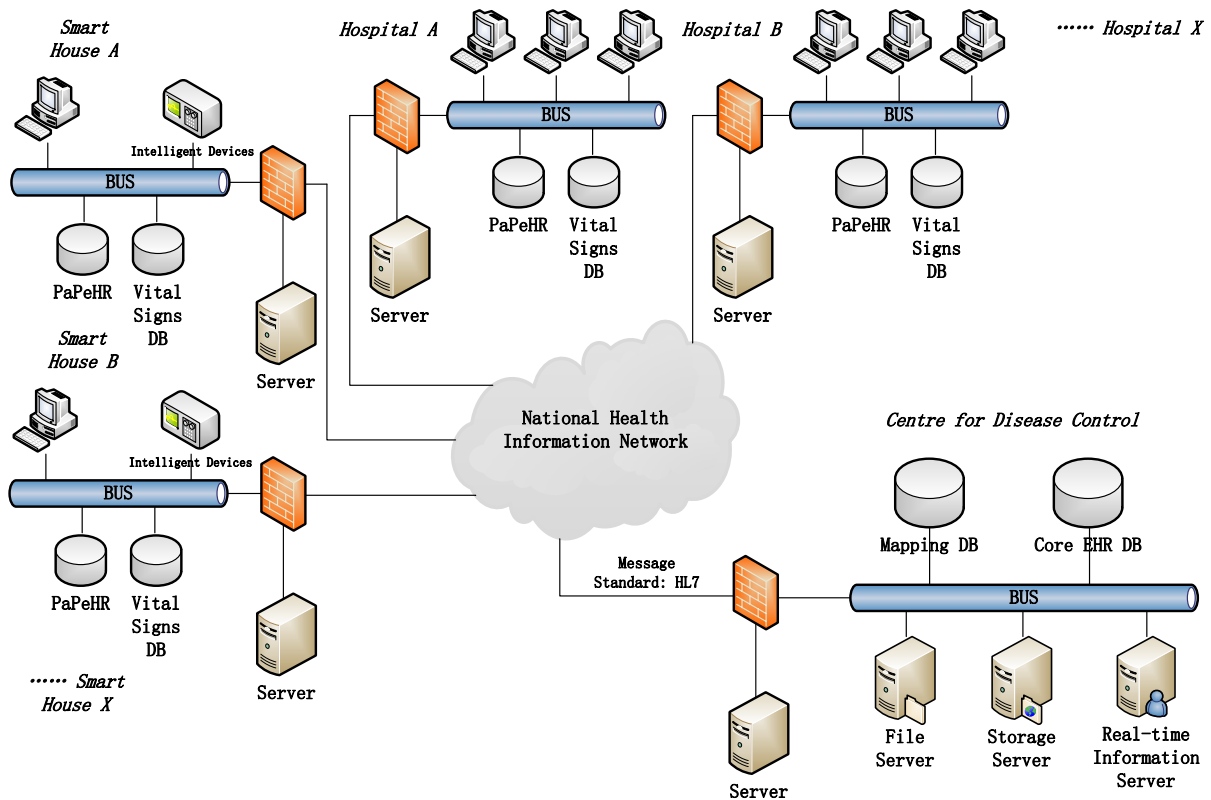 Smart
House A
Intelligent Devices
BUS
PaPeHR
Vital
Signs
DB
Server
Hospital A
BUS
PaPeHR
Vital
Signs
DB
Server
Hospital B
BUS
PaPeHR
Vital
Signs
DB
Server
…… Hospital X
Smart
House B
Intelligent Devices
BUS
PaPeHR
Vital
Signs
DB
Server
…… Smart
House X
National Health
Information Network
Message
Standard: HL7
Server
Centre for Disease Control
Mapping DB
Core EHR DB
BUS
File
Server
Storage
Server
Real-time
Information
Server